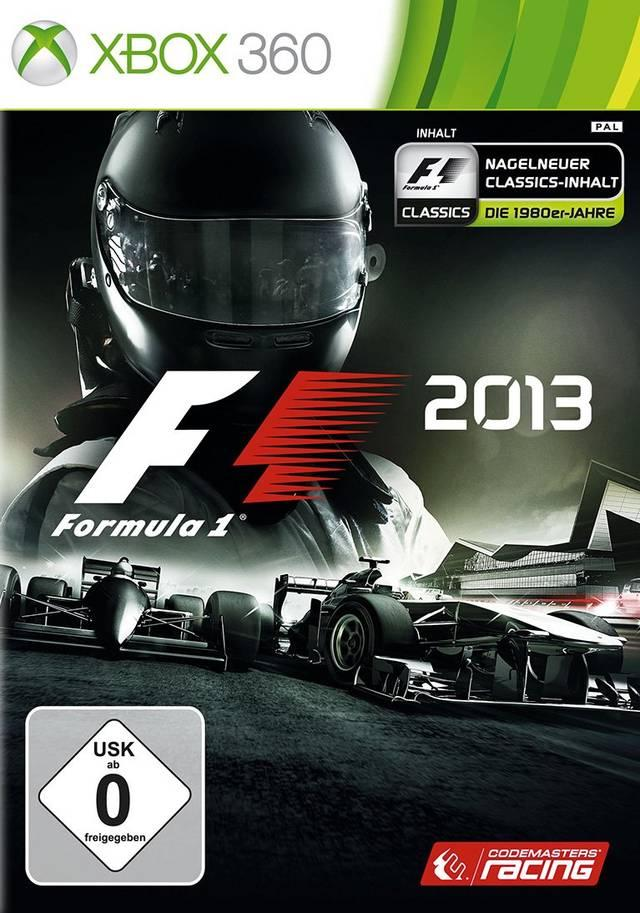 XBOX 360
PAL
INHALT
F1
Formula 1®
CLASSICS
NAGELNEUER
CLASSICS-INHALT
DIE 1980er-JAHRE
F1 2013
Formula 1®
USK
ab
0
freigegeben
CODEMASTERS®
racing